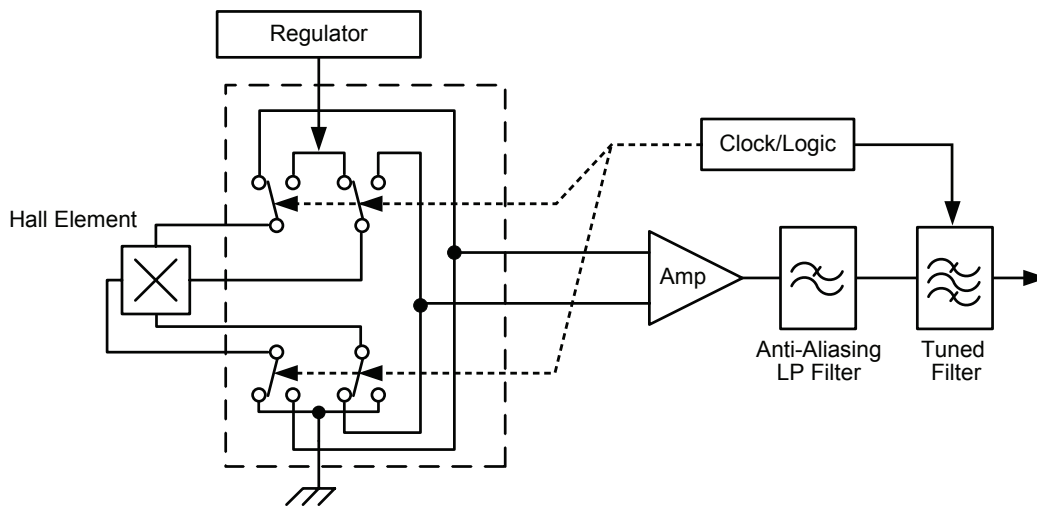 Regulator
Clock/Logic
Hall Element
Amp
Anti-Aliasing
LP Filter
Tuned
Filter